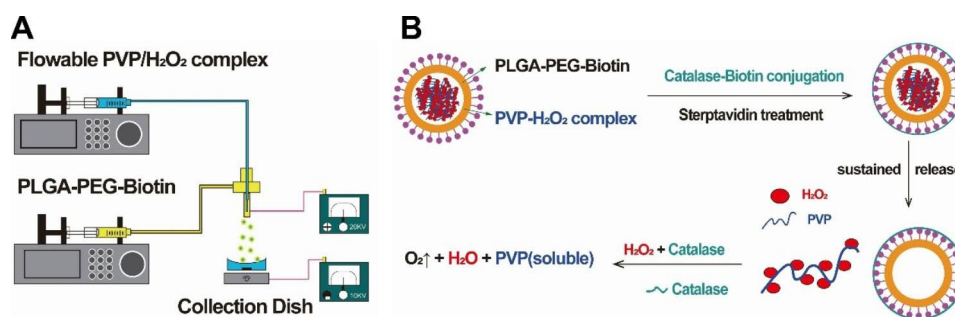 A
Flowable PVP/H₂O₂ complex
PLGA-PEG-Biotin
20KV
10KV
Collection Dish
B
PLGA-PEG-Biotin
PVP-H₂O₂ complex
Catalase-Biotin conjugation
Sterptavidin treatment
sustained release
H₂O₂
PVP
H₂O₂ + Catalase
Catalase
O₂↑ + H₂O + PVP(soluble)